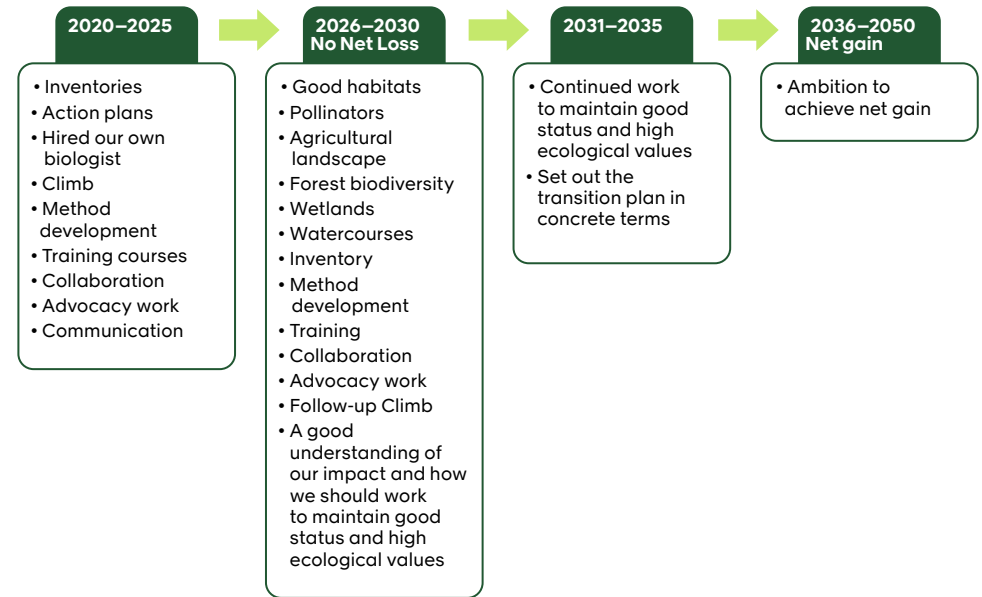 2020–2025
• Inventories
• Action plans
• Hired our own
biologist
• Climb
• Method
development
• Training courses
• Collaboration
• Advocacy work
• Communication
2026–2030
No Net Loss
• Good habitats
• Pollinators
• Agricultural
landscape
• Forest biodiversity
• Wetlands
• Watercourses
• Inventory
• Method
development
• Training
• Collaboration
• Advocacy work
• Follow-up Climb
• A good
understanding of
our impact and how
we should work
to maintain good
status and high
ecological values
2031–2035
• Continued work
to maintain good
status and high
ecological values
• Set out the
transition plan in
concrete terms
2036–2050
Net gain
• Ambition to
achieve net gain